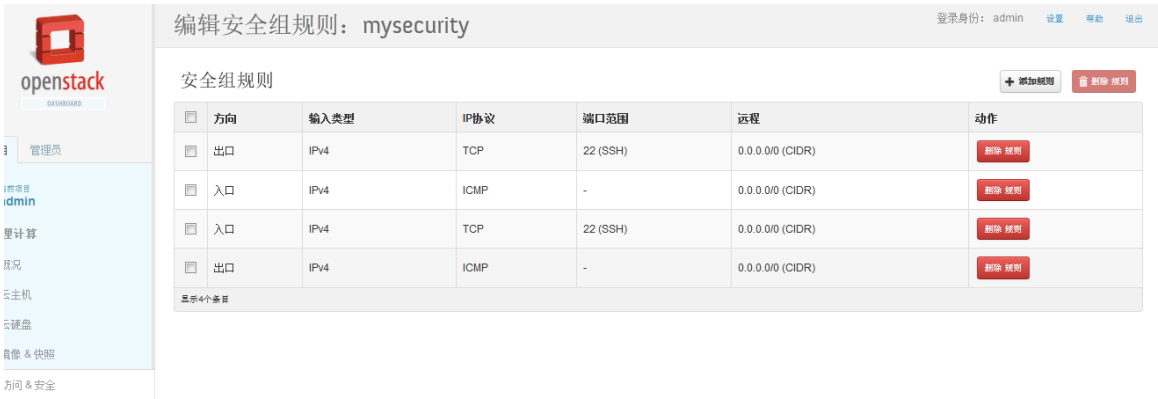 openstack
DASHBOARD
管理员
当前项目
admin
理计算
概况
云主机
云硬盘
镜像 & 快照
访问 & 安全
编辑安全组规则：mysecurity
登录身份： admin 设置 帮助 退出
安全组规则
添加规则 删除 规则
方向 输入类型 IP协议 端口范围 远程 动作
出口 IPv4 TCP 22 (SSH) 0.0.0.0/0 (CIDR) 删除 规则
入口 IPv4 ICMP - 0.0.0.0/0 (CIDR) 删除 规则
入口 IPv4 TCP 22 (SSH) 0.0.0.0/0 (CIDR) 删除 规则
出口 IPv4 ICMP - 0.0.0.0/0 (CIDR) 删除 规则
显示4个条目